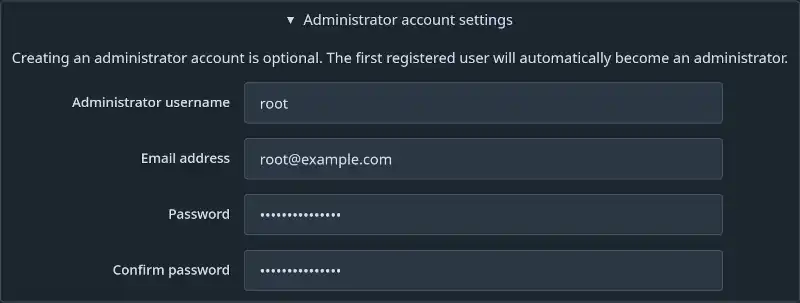 ▼ Administrator account settings
Creating an administrator account is optional. The first registered user will automatically become an administrator.
Administrator username root
Email address root@example.com
Password •••••••••••••••
Confirm password •••••••••••••••